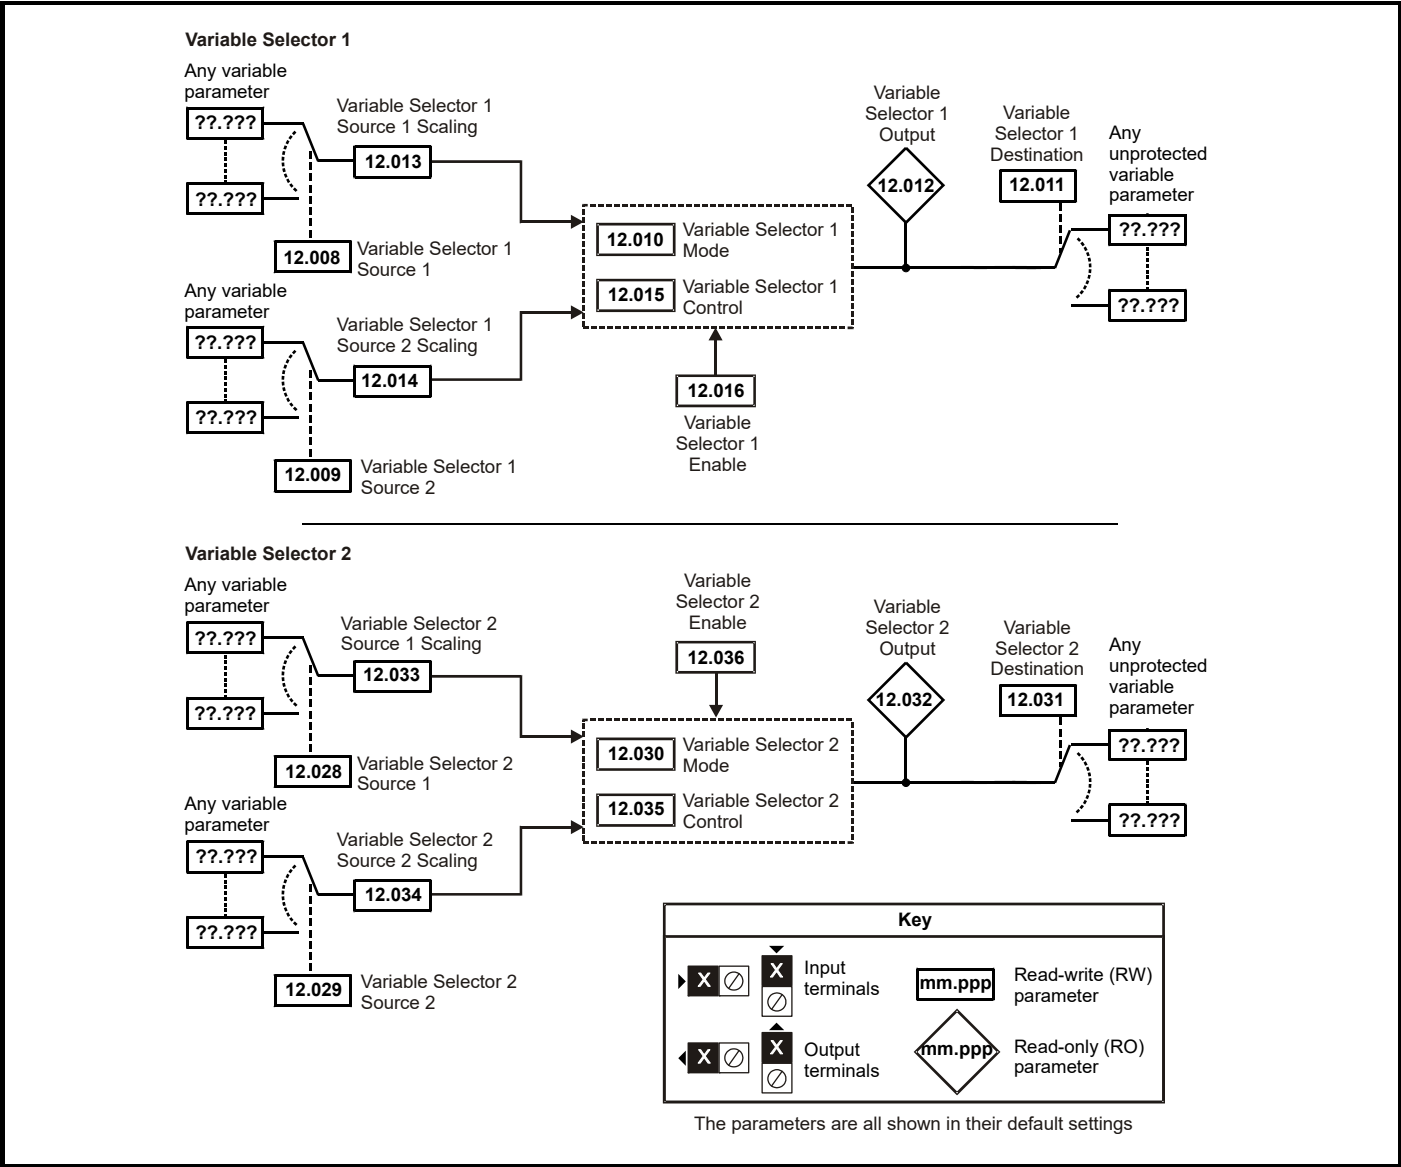 Variable Selector 1
Any variable
parameter
??.???
??.???
Variable Selector 1
Source 1 Scaling
12.013
12.008
Variable Selector 1
Source 1
Any variable
parameter
??.???
??.???
Variable Selector 1
Source 2 Scaling
12.014
12.009
Variable Selector 1
Source 2
12.010
Variable Selector 1
Mode
12.015
Variable Selector 1
Control
12.016
Variable
Selector 1
Enable
Variable
Selector 1
Output
12.012
Variable
Selector 1
Destination
12.011
Any
unprotected
variable
parameter
??.???
??.???
Variable Selector 2
Any variable
parameter
??.???
??.???
Variable Selector 2
Source 1 Scaling
12.033
12.028
Variable Selector 2
Source 1
Any variable
parameter
??.???
??.???
Variable Selector 2
Source 2 Scaling
12.034
12.029
Variable Selector 2
Source 2
Variable
Selector 2
Enable
12.036
12.030
Variable Selector 2
Mode
12.035
Variable Selector 2
Control
Variable
Selector 2
Output
12.032
Variable
Selector 2
Destination
12.031
Any
unprotected
variable
parameter
??.???
??.???
Key
X
X
Input
terminals
mm.ppp
Read-write (RW)
parameter
X
X
Output
terminals
mm.ppp
Read-only (RO)
parameter
The parameters are all shown in their default settings